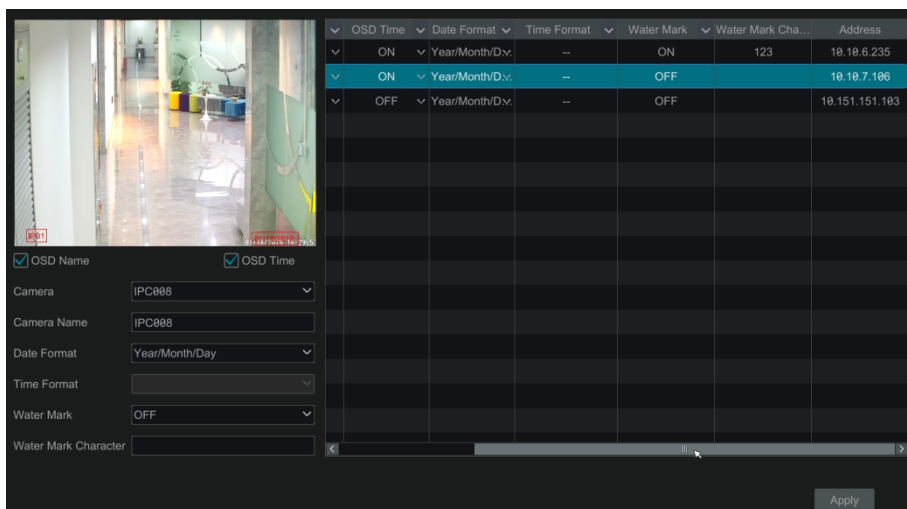 OSD Time Date Format Time Format Water Mark Water Mark Cha... Address
ON Year/Month/D... -- ON 123 10.10.6.235
ON Year/Month/D... -- OFF 10.10.7.106
OFF Year/Month/D... -- OFF 10.151.151.103
OSD Name OSD Time
Camera IPC008
Camera Name IPC008
Date Format Year/Month/Day
Time Format
Water Mark OFF
Water Mark Character
Apply